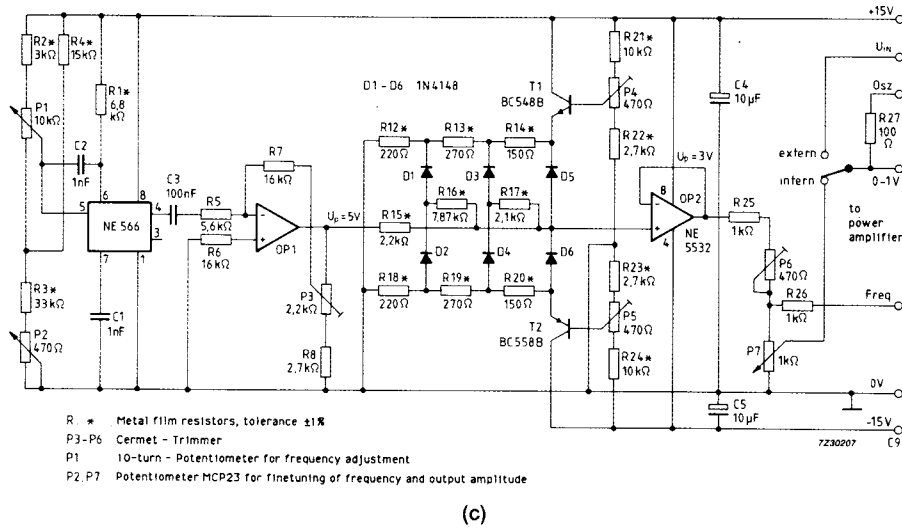 +15V
R2*
3kΩ
R4*
15kΩ
P1
10kΩ
R1*
6,8
kΩ
C2
1nF
C3
100nF
5
6
8
4
3
7
1
NE 566
R3*
33kΩ
P2
470Ω
C1
1nF
R5
5,6kΩ
R6
16kΩ
R7
16kΩ
-
+
OP1
Up=5V
P3
2,2kΩ
R8
2,7kΩ
D1-D6 1N4148
R12*
220Ω
R13*
270Ω
R14*
150Ω
D1
D3
D5
R15*
2,2kΩ
R16*
7,87kΩ
R17*
2,1kΩ
D2
D4
D6
R18*
220Ω
R19*
270Ω
R20*
150Ω
T1
BC548B
T2
BC558B
R21*
10kΩ
P4
470Ω
R22*
2,7kΩ
R23*
2,7kΩ
P5
470Ω
R24*
10kΩ
Up=3V
8
-
+
4
OP2
NE
5532
C4
10µF
R25
1kΩ
P6
470Ω
R26
1kΩ
P7
1kΩ
C5
10µF
UIN
Osz
R27
100
Ω
extern
intern
0-1V
to
power
amplifier
Freq
0V
-15V
7Z30207
C9
R. * Metal film resistors, tolerance ±1%
P3-P6 Cermet - Trimmer
P1 10-turn - Potentiometer for frequency adjustment
P2,P7 Potentiometer MCP23 for finetuning of frequency and output amplitude
(c)